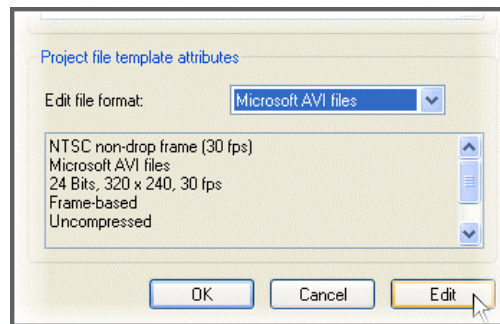 Project file template attributes
Edit file format: Microsoft AVI files
NTSC non-drop frame (30 fps)
Microsoft AVI files
24 Bits, 320 x 240, 30 fps
Frame-based
Uncompressed
OK Cancel Edit